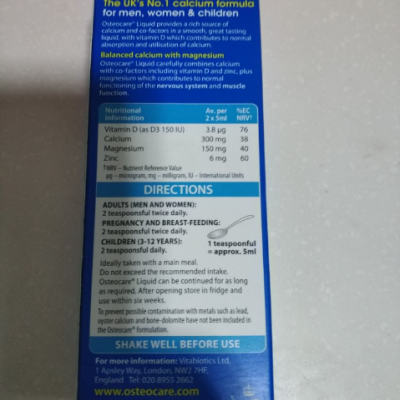 The UK's No.1 calcium formula
for men, women & children
Osteocare® Liquid provides a rich source of
calcium and co-factors in a smooth, great tasting
liquid, with vitamin D which contributes to normal
absorption and utilisation of calcium.
Balanced calcium with magnesium
Osteocare® Liquid carefully combines calcium
with co-factors including vitamin D and zinc, plus
magnesium which contributes to normal
functioning of the nervous system and muscle
function.
Nutritional Information Av. per 2 x 5ml %EC NRV†
Vitamin D (as D3 150 IU) 3.8 µg 76
Calcium 300 mg 38
Magnesium 150 mg 40
Zinc 6 mg 60
†NRV – Nutrient Reference Value
µg – microgram, mg – milligram, IU – International Units
DIRECTIONS
ADULTS (MEN AND WOMEN):
2 teaspoonsful twice daily.
PREGNANCY AND BREAST-FEEDING:
2 teaspoonsful twice daily.
CHILDREN (3-12 YEARS):
2 teaspoonsful daily.
1 teaspoonful
= approx. 5ml
Ideally taken with a main meal.
Do not exceed the recommended intake.
Osteocare® Liquid can be continued for as long
as required. After opening store in fridge and
use within six weeks.
To prevent possible contamination with metals such as lead,
oyster calcium and bone-dolomite have not been included in
the Osteocare® formulation.
SHAKE WELL BEFORE USE
For more information: Vitabiotics Ltd,
1 Apsley Way, London, NW2 7HF,
England Tel: 020 8955 2662
www.osteocare.com